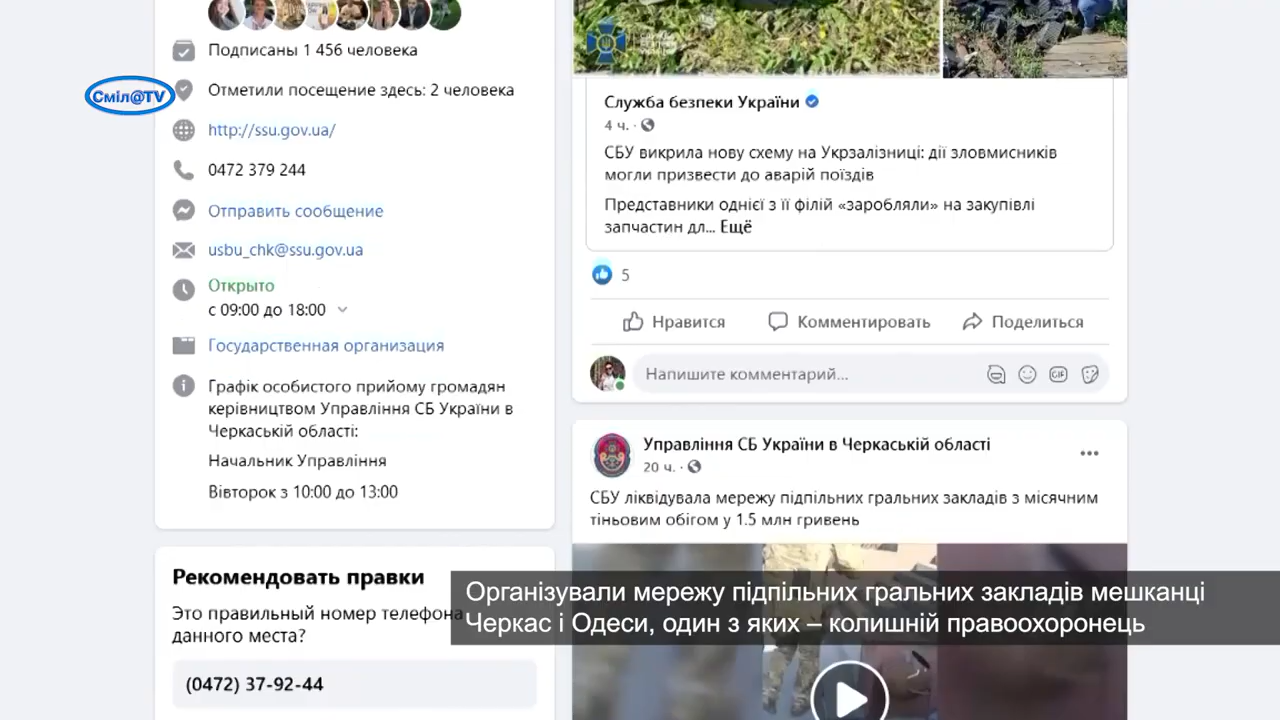 Подписаны 1 456 человека
Сміл@TV
Отметили посещение здесь: 2 человека
http://ssu.gov.ua/
0472 379 244
Отправить сообщение
usbu_chk@ssu.gov.ua
Открыто
с 09:00 до 18:00
Государственная организация
Графік особистого прийому громадян
керівництвом Управління СБ України в
Черкаській області:
Начальник Управління
Вівторок з 10:00 до 13:00
Рекомендовать правки
Это правильный номер телефона
данного места?
(0472) 37-92-44
Служба безпеки України
4 ч. ·
СБУ викрила нову схему на Укрзалізниці: дії зловмисників
могли призвести до аварій поїздів
Представники однієї з її філій «заробляли» на закупівлі
запчастин дл... Ещё
5
Нравится Комментировать Поделиться
Напишите комментарий...
GIF
Управління СБ України в Черкаській області
20 ч. ·
СБУ ліквідувала мережу підпільних гральних закладів з місячним
тіньовим обігом у 1.5 млн гривень
Організували мережу підпільних гральних закладів мешканці
Черкас і Одеси, один з яких – колишній правоохоронець